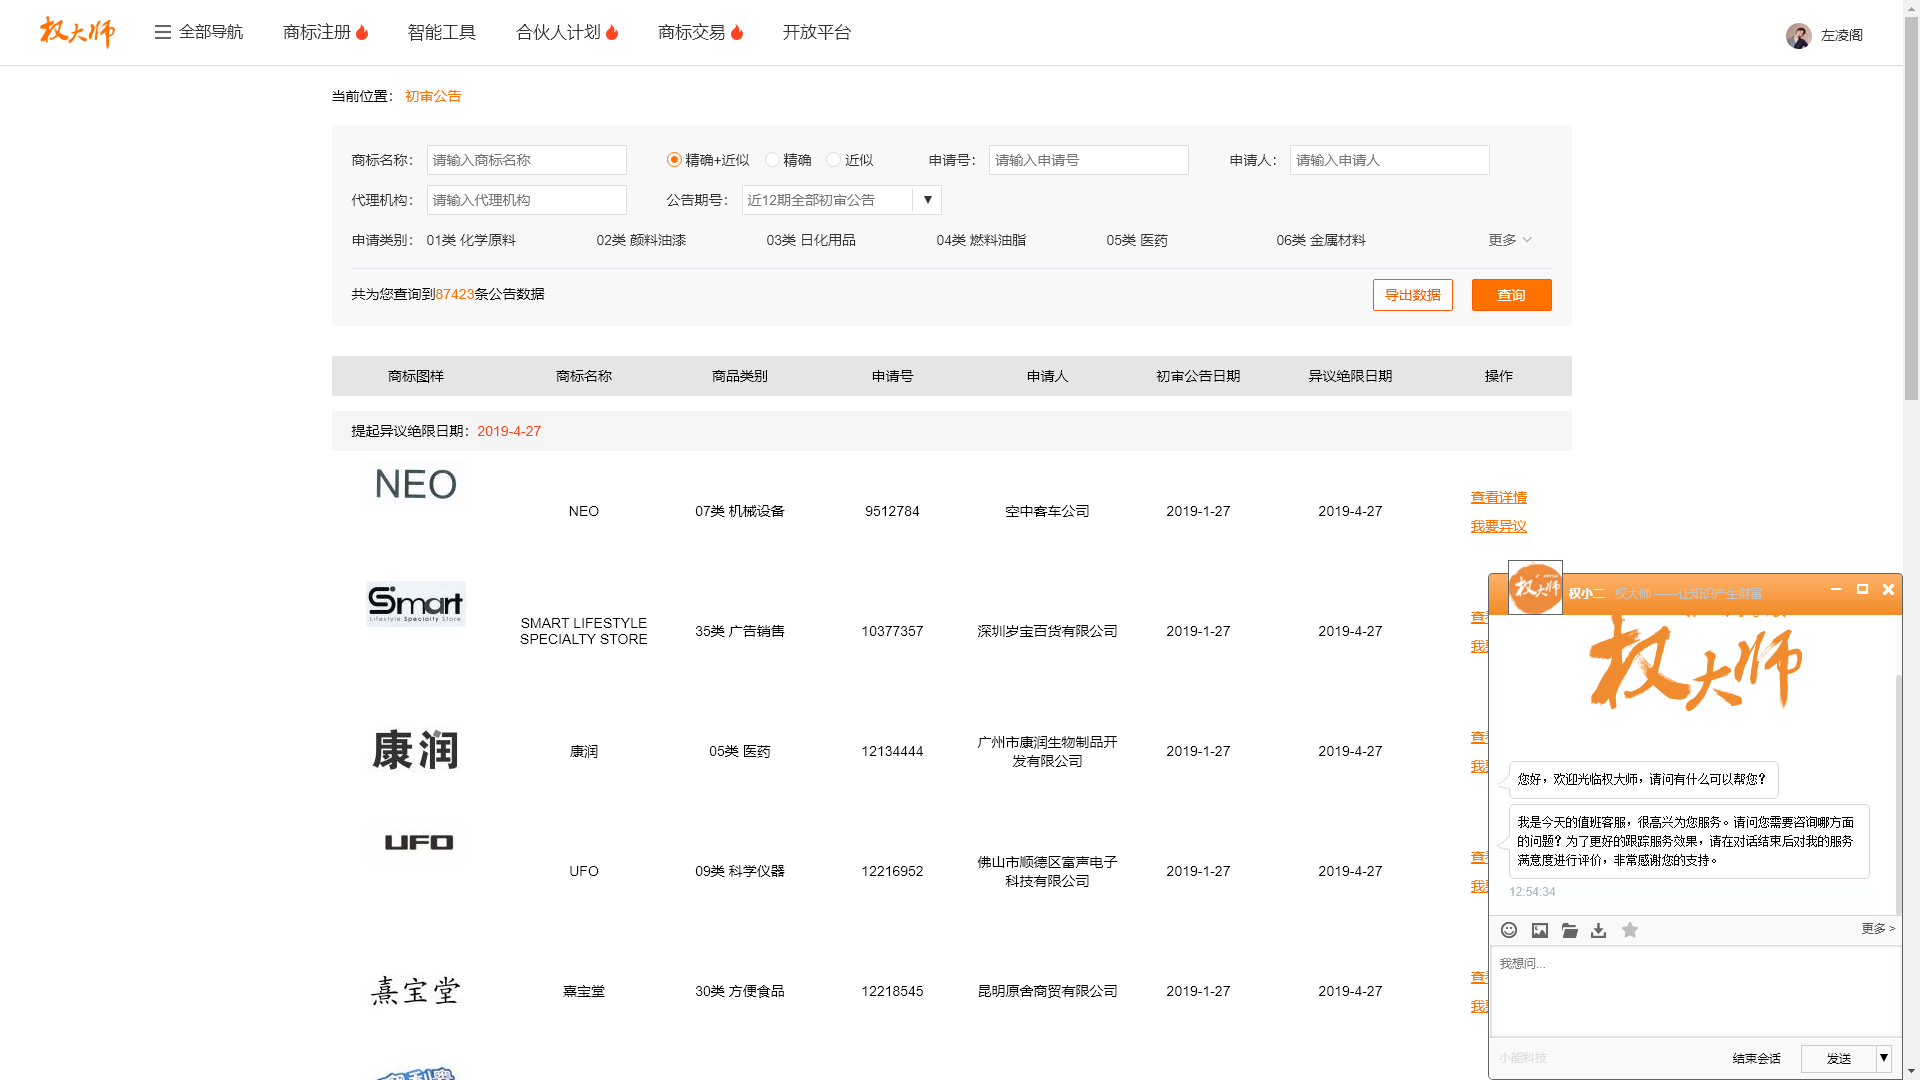 权大师
全部导航
商标注册
智能工具
合伙人计划
商标交易
开放平台
左凌阁
当前位置： 初审公告
商标名称： 请输入商标名称 精确+近似 精确 近似 申请号： 请输入申请号 申请人： 请输入申请人
代理机构： 请输入代理机构 公告期号： 近12期全部初审公告 ▼
申请类别： 01类 化学原料 02类 颜料油漆 03类 日化用品 04类 燃料油脂 05类 医药 06类 金属材料 更多
共为您查询到87423条公告数据 导出数据 查询
商标图样 商标名称 商品类别 申请号 申请人 初审公告日期 异议绝限日期 操作
提起异议绝限日期：2019-4-27
NEO
NEO 07类 机械设备 9512784 空中客车公司 2019-1-27 2019-4-27
查看详情
我要异议
Smart
Lifestyle Specialty Store
SMART LIFESTYLE
SPECIALTY STORE
35类 广告销售 10377357 深圳岁宝百货有限公司 2019-1-27 2019-4-27
查
我
康润
康润 05类 医药 12134444
广州市康润生物制品开
发有限公司
2019-1-27 2019-4-27
查
我
UFO
UFO 09类 科学仪器 12216952
佛山市顺德区富声电子
科技有限公司
2019-1-27 2019-4-27
查
我
熹宝堂
熹宝堂 30类 方便食品 12218545 昆明原舍商贸有限公司 2019-1-27 2019-4-27
查
我
权大师
权小二 权大师 ——让知识产生财富
权大师
您好，欢迎光临权大师，请问有什么可以帮您？
我是今天的值班客服，很高兴为您服务。请问您需要咨询哪方面
的问题？为了更好的跟踪服务效果，请在对话结束后对我的服务
满意度进行评价，非常感谢您的支持。
12:54:34
更多 >
我想问...
小能科技 结束会话 发送 ▼